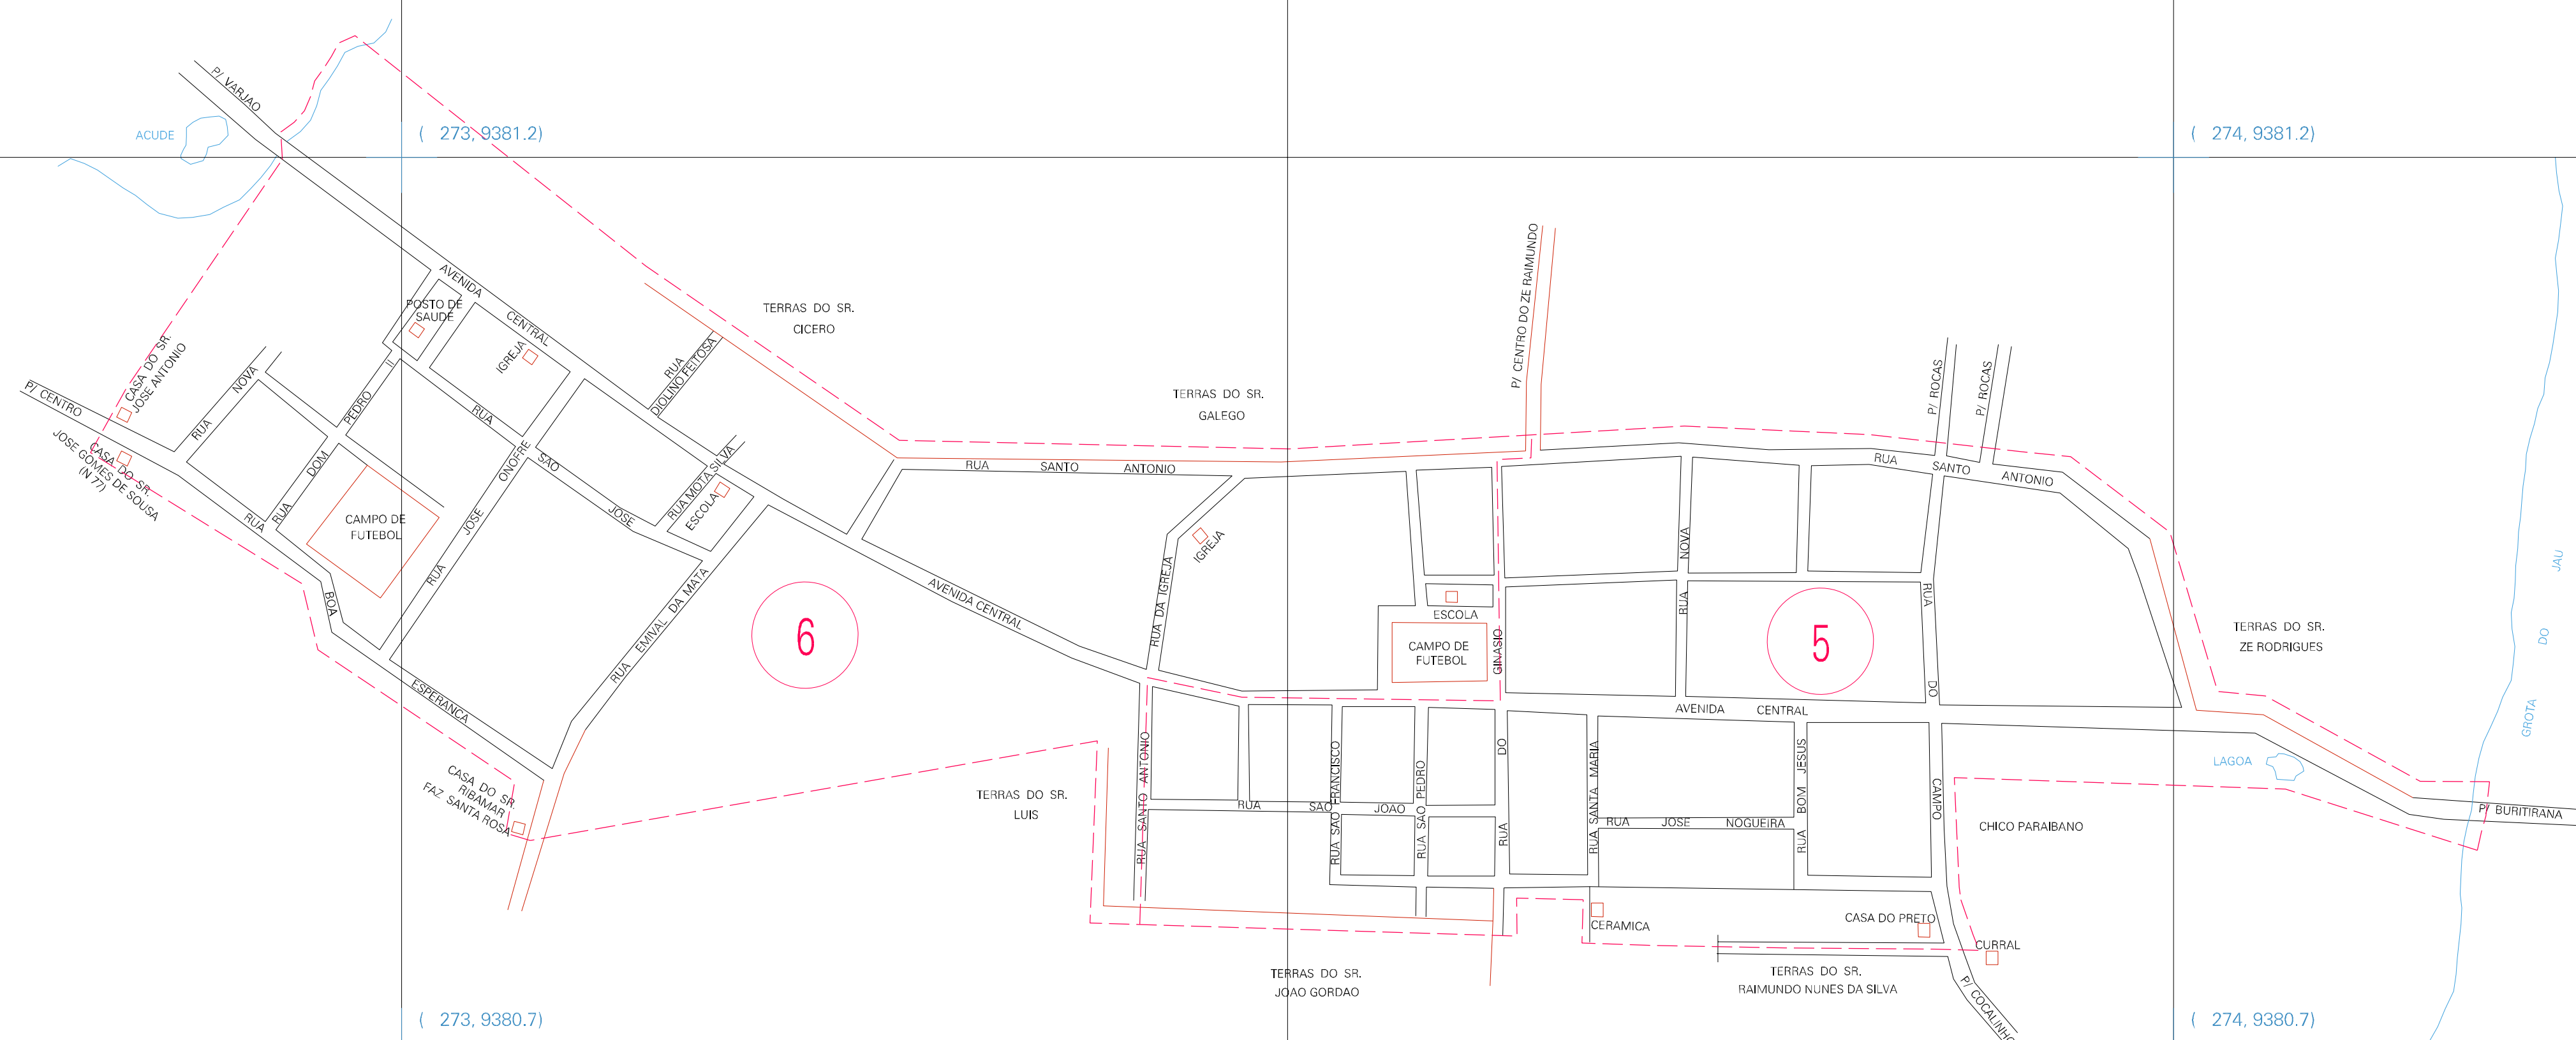 P/ VARJAO
ACUDE
( 273, 9381.2)
( 274, 9381.2)
AVENIDA
CENTRAL
POSTO DE
SAUDE
IGREJA
RUA
DIOLINO FEITOSA
TERRAS DO SR.
CICERO
TERRAS DO SR.
GALEGO
P/ CENTRO DO ZE RAIMUNDO
P/ ROCAS
P/ ROCAS
CASA DO SR.
JOSE ANTONIO
P/ CENTRO
RUA NOVA
CASA DO SR.
JOSE GOMES DE SOUSA
(N 77)
RUA DOM PEDRO II
RUA
CAMPO DE
FUTEBOL
RUA JOSE ONOFRE
RUA SAO JOSE
RUA MOTA SILVA
ESCOLA
RUA BOA ESPERANCA
RUA EMIVAL DA MATA
6
AVENIDA CENTRAL
RUA SANTO ANTONIO
RUA DA IGREJA
IGREJA
ESCOLA
CAMPO DE
FUTEBOL
GINASIO
RUA NOVA
5
RUA SANTO ANTONIO
RUA DO
CAMPO
AVENIDA CENTRAL
TERRAS DO SR.
ZE RODRIGUES
GROTA DO JAU
LAGOA
P/ BURITIRANA
CASA DO SR.
RIBAMAR
FAZ SANTA ROSA
TERRAS DO SR.
LUIS
RUA SANTO ANTONIO
RUA SAO JOAO
RUA SAO FRANCISCO
RUA SAO PEDRO
RUA DO
RUA SANTA MARIA
RUA JOSE NOGUEIRA
RUA BOM JESUS
CHICO PARAIBANO
CERAMICA
CASA DO PRETO
CURRAL
TERRAS DO SR.
JOAO GORDAO
TERRAS DO SR.
RAIMUNDO NUNES DA SILVA
P/ COCALINHO
( 273, 9380.7)
( 274, 9380.7)